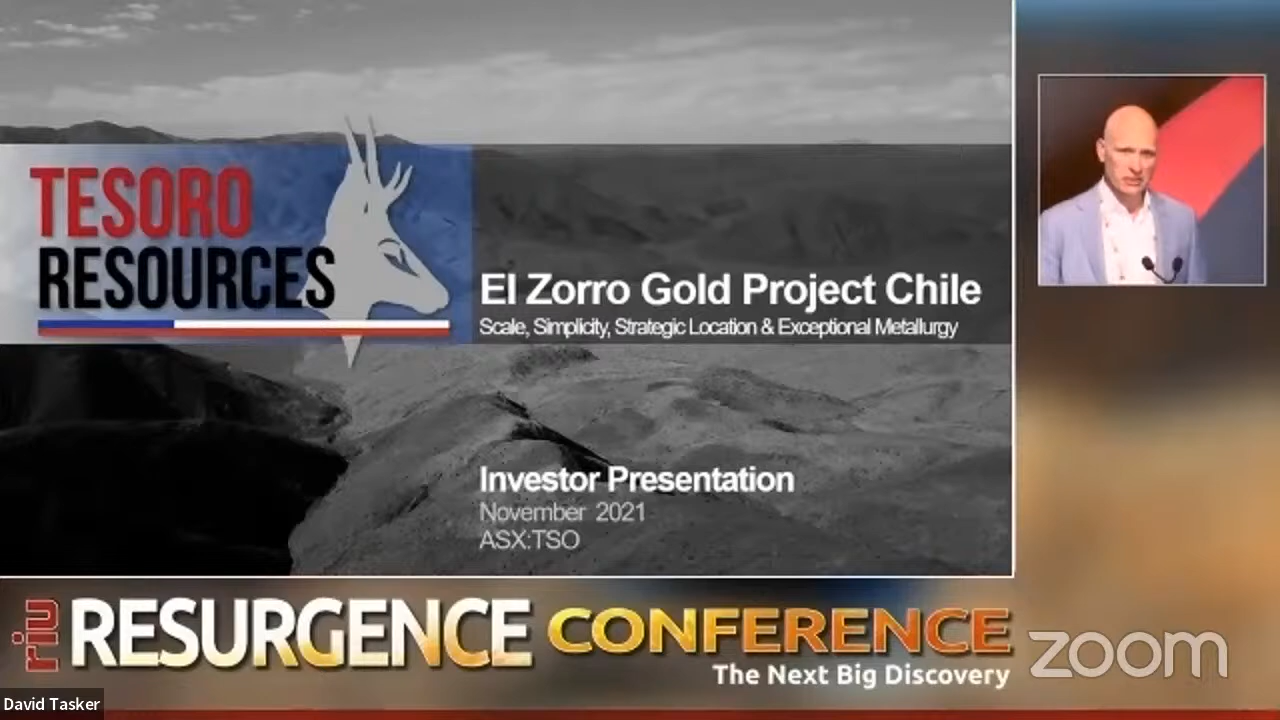 TESORO
RESOURCES
El Zorro Gold Project Chile
Scale, Simplicity, Strategic Location & Exceptional Metallurgy
Investor Presentation
November 2021
ASX:TSO
riu RESURGENCE CONFERENCE
The Next Big Discovery
zoom
David Tasker